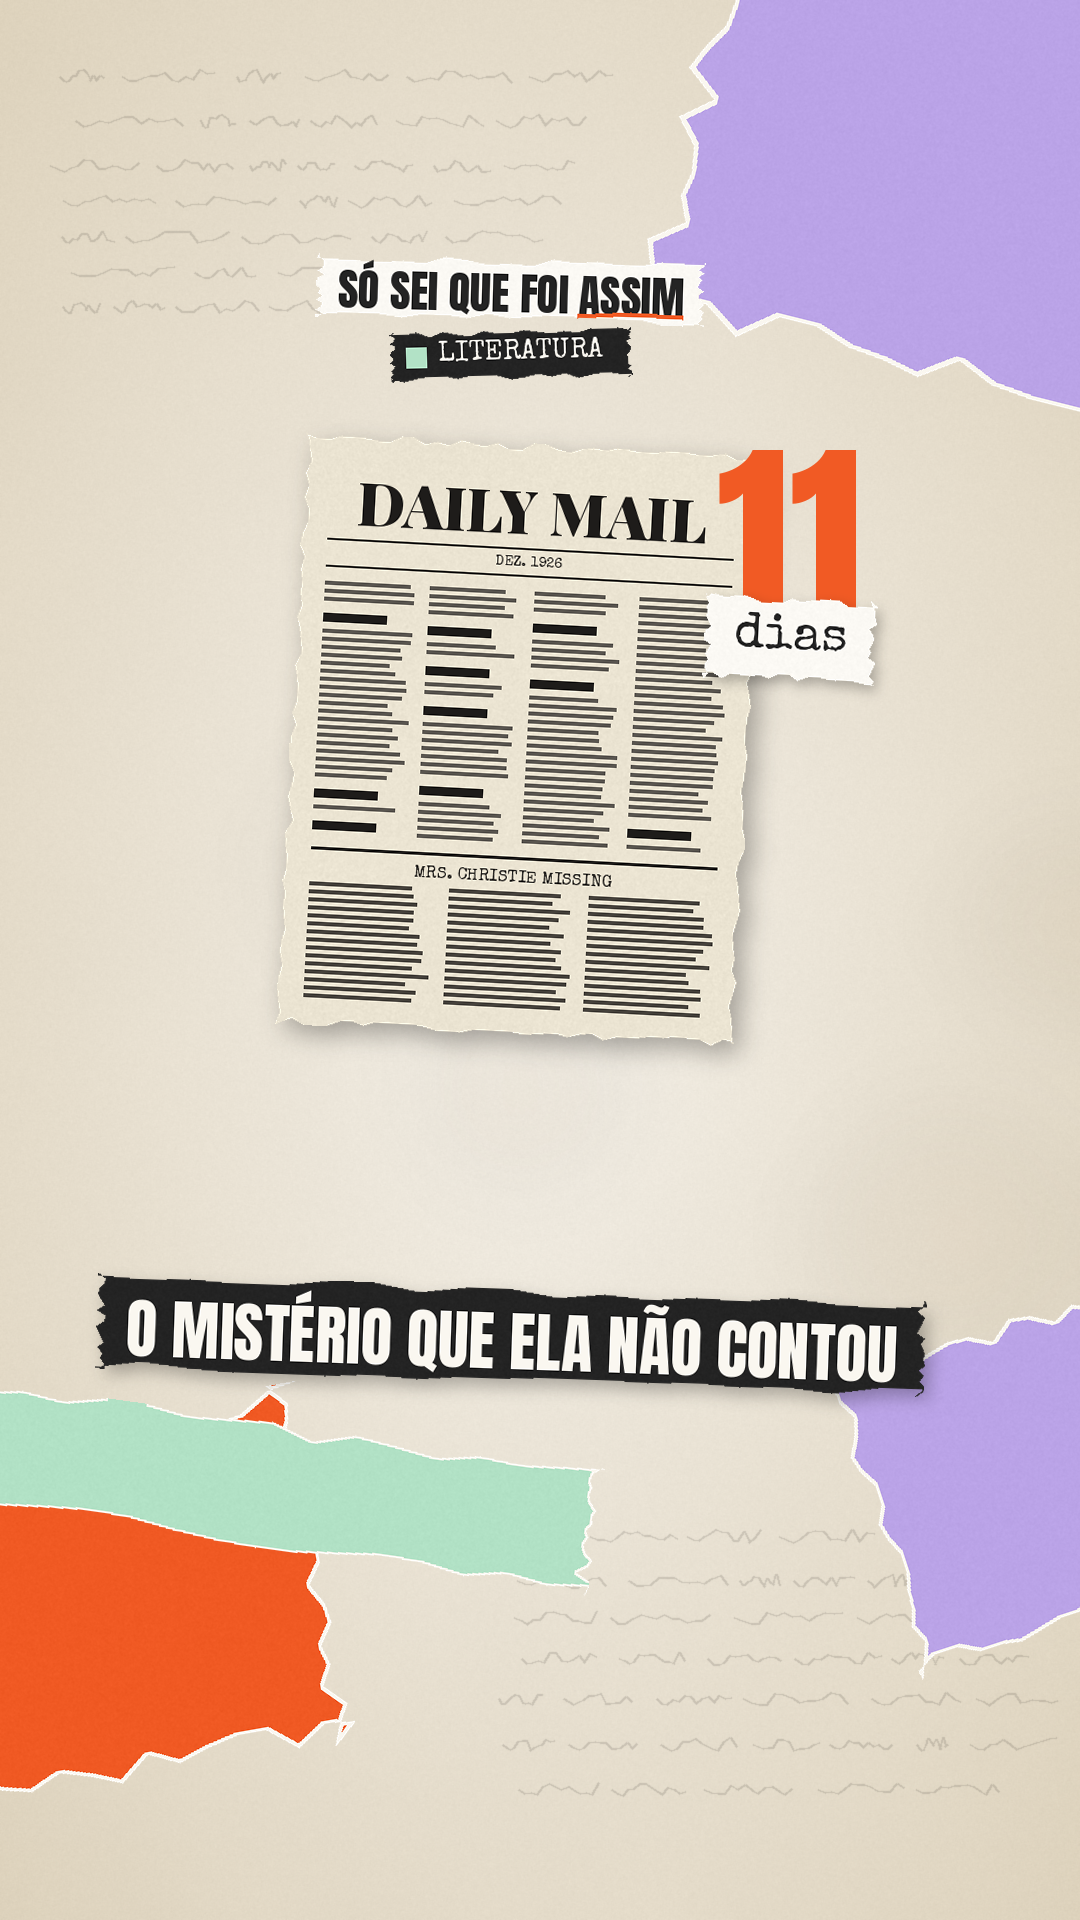 SÓ SEI QUE FOI ASSIM
LITERATURA
DAILY MAIL
DEZ. 1926
11
dias
MRS. CHRISTIE MISSING
O MISTÉRIO QUE ELA NÃO CONTOU